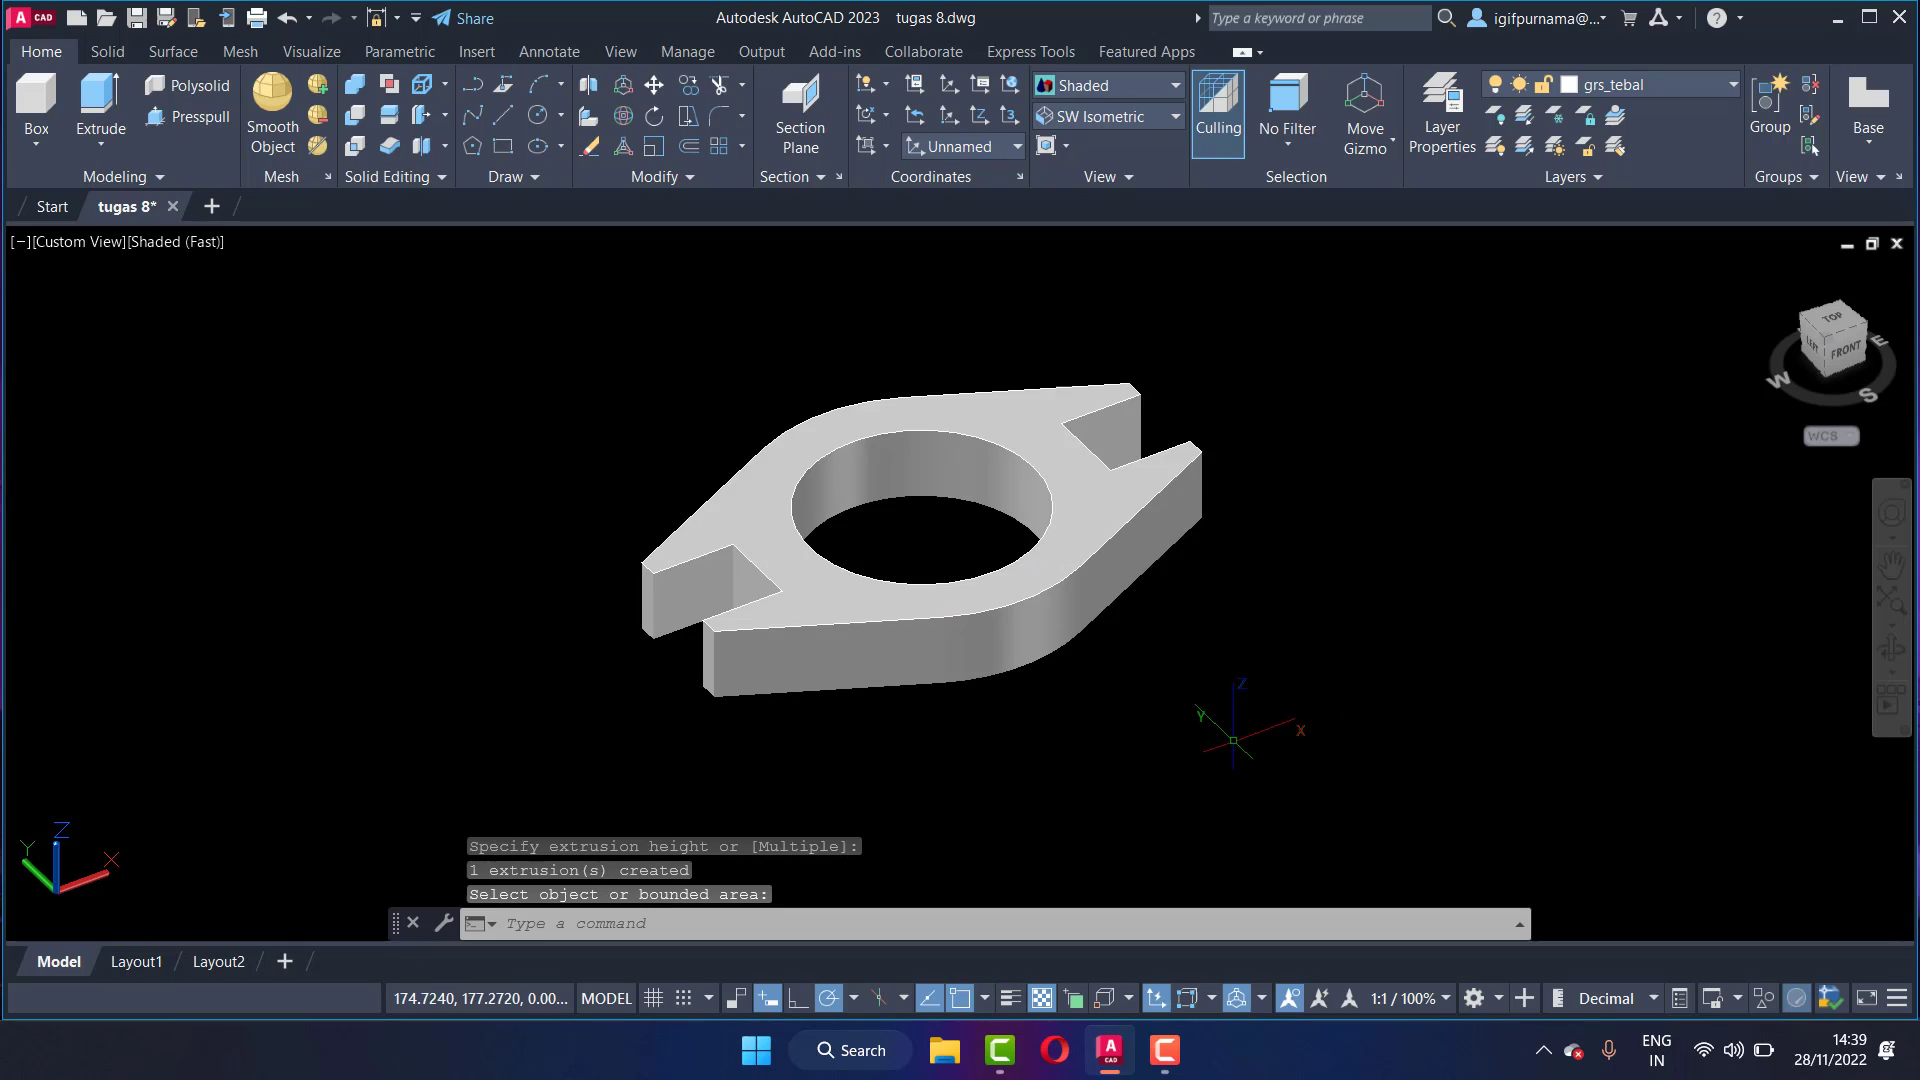 CAD
Share
Autodesk AutoCAD 2023 tugas 8.dwg
Type a keyword or phrase
igifpurnama@...
Home Solid Surface Mesh Visualize Parametric Insert Annotate View Manage Output Add-ins Collaborate Express Tools Featured Apps
Box
Extrude
Polysolid
Presspull
Smooth
Object
Section
Plane
Shaded
SW Isometric
Unnamed
Culling
No Filter
Move
Gizmo
Layer
Properties
grs_tebal
Group
Base
Modeling Mesh Solid Editing Draw Modify Section Coordinates View Selection Layers Groups View
Start tugas 8*
[−][Custom View][Shaded (Fast)]
TOP
LEFT FRONT
W S E
WCS
Z
Y
X
Z
Y
X
Specify extrusion height or [Multiple]:
1 extrusion(s) created
Select object or bounded area:
Type a command
Model Layout1 Layout2
174.7240, 177.2720, 0.00... MODEL 1:1 / 100% Decimal
Search
A
CAD
ENG
IN
14:39
28/11/2022